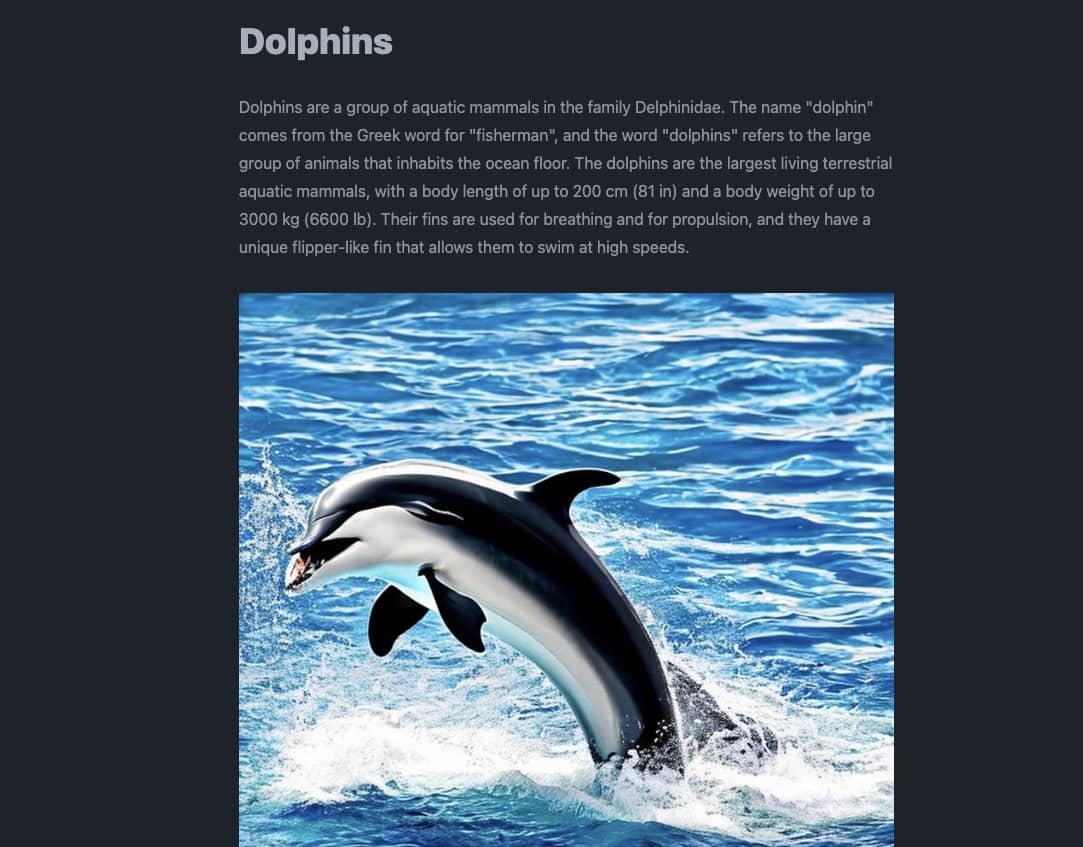 Dolphins
Dolphins are a group of aquatic mammals in the family Delphinidae. The name "dolphin"
comes from the Greek word for "fisherman", and the word "dolphins" refers to the large
group of animals that inhabits the ocean floor. The dolphins are the largest living terrestrial
aquatic mammals, with a body length of up to 200 cm (81 in) and a body weight of up to
3000 kg (6600 lb). Their fins are used for breathing and for propulsion, and they have a
unique flipper-like fin that allows them to swim at high speeds.